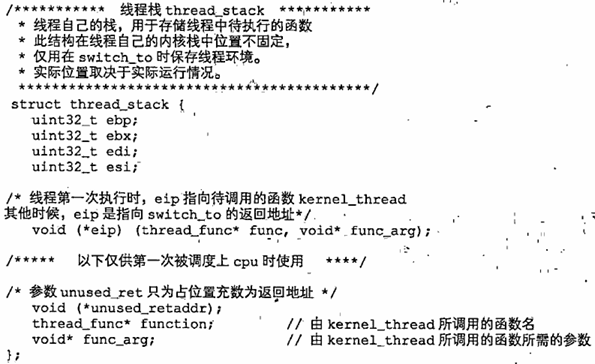 /***********  线程栈 thread_stack  ***********
* 线程自己的栈，用于存储线程中待执行的函数
* 此结构在线程自己的内核栈中位置不固定，
* 仅用在 switch_to 时保存线程环境。
* 实际位置取决于实际运行情况。
******************************************/
struct thread_stack {
uint32_t ebp;
uint32_t ebx;
uint32_t edi;
uint32_t esi;
/* 线程第一次执行时，eip 指向待调用的函数 kernel_thread
其他时候，eip 是指向 switch_to 的返回地址*/
void (*eip) (thread_func* func, void* func_arg);
/*****  以下仅供第一次被调度上 cpu 时使用  ****/
/* 参数 unused_ret 只为占位置充数为返回地址 */
void (*unused_retaddr);
thread_func* function;  // 由 kernel_thread 所调用的函数名
void* func_arg;  // 由 kernel_thread 所调用的函数所需的参数
};